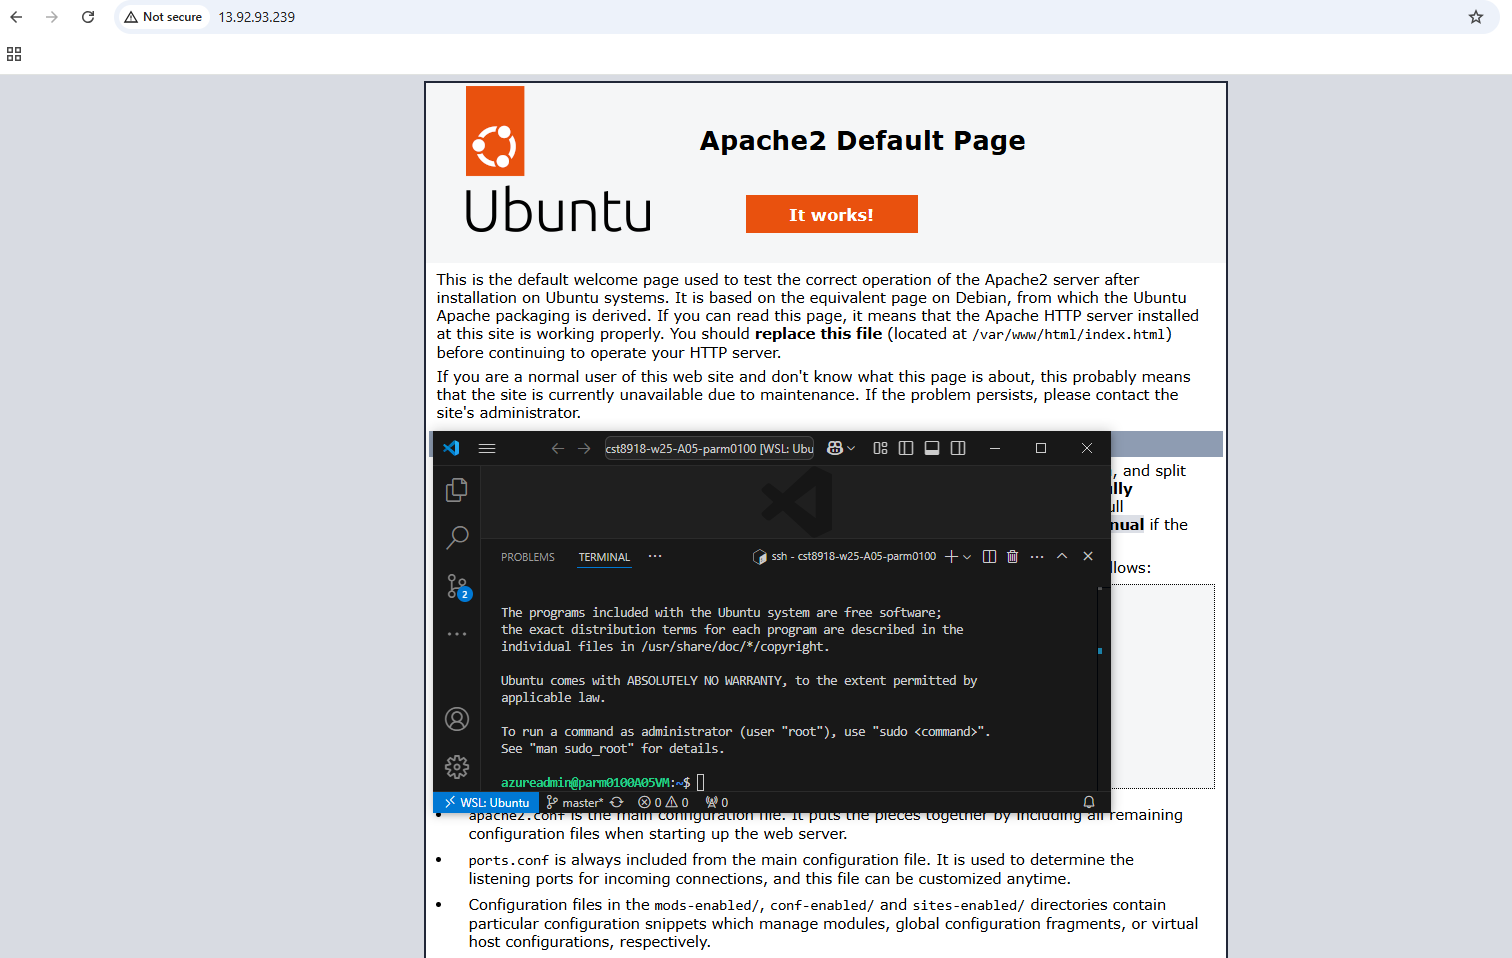 Not secure
13.92.93.239
Ubuntu
Apache2 Default Page
It works!
This is the default welcome page used to test the correct operation of the Apache2 server after
installation on Ubuntu systems. It is based on the equivalent page on Debian, from which the Ubuntu
Apache packaging is derived. If you can read this page, it means that the Apache HTTP server installed
at this site is working properly. You should replace this file (located at /var/www/html/index.html)
before continuing to operate your HTTP server.
If you are a normal user of this web site and don't know what this page is about, this probably means
that the site is currently unavailable due to maintenance. If the problem persists, please contact the
site's administrator.
cst8918-w25-A05-parm0100 [WSL: Ubu
, and split
lly
ull
nual if the
llows:
PROBLEMS
TERMINAL
ssh - cst8918-w25-A05-parm0100
The programs included with the Ubuntu system are free software;
the exact distribution terms for each program are described in the
individual files in /usr/share/doc/*/copyright.
Ubuntu comes with ABSOLUTELY NO WARRANTY, to the extent permitted by
applicable law.
To run a command as administrator (user "root"), use "sudo <command>".
See "man sudo_root" for details.
azureadmin@parm0100A05VM:~$
2
WSL: Ubuntu
master*
0
0
0
• apache2.conf is the main configuration file. It puts the pieces together by including all remaining
configuration files when starting up the web server.
• ports.conf is always included from the main configuration file. It is used to determine the
listening ports for incoming connections, and this file can be customized anytime.
• Configuration files in the mods-enabled/, conf-enabled/ and sites-enabled/ directories contain
particular configuration snippets which manage modules, global configuration fragments, or virtual
host configurations, respectively.